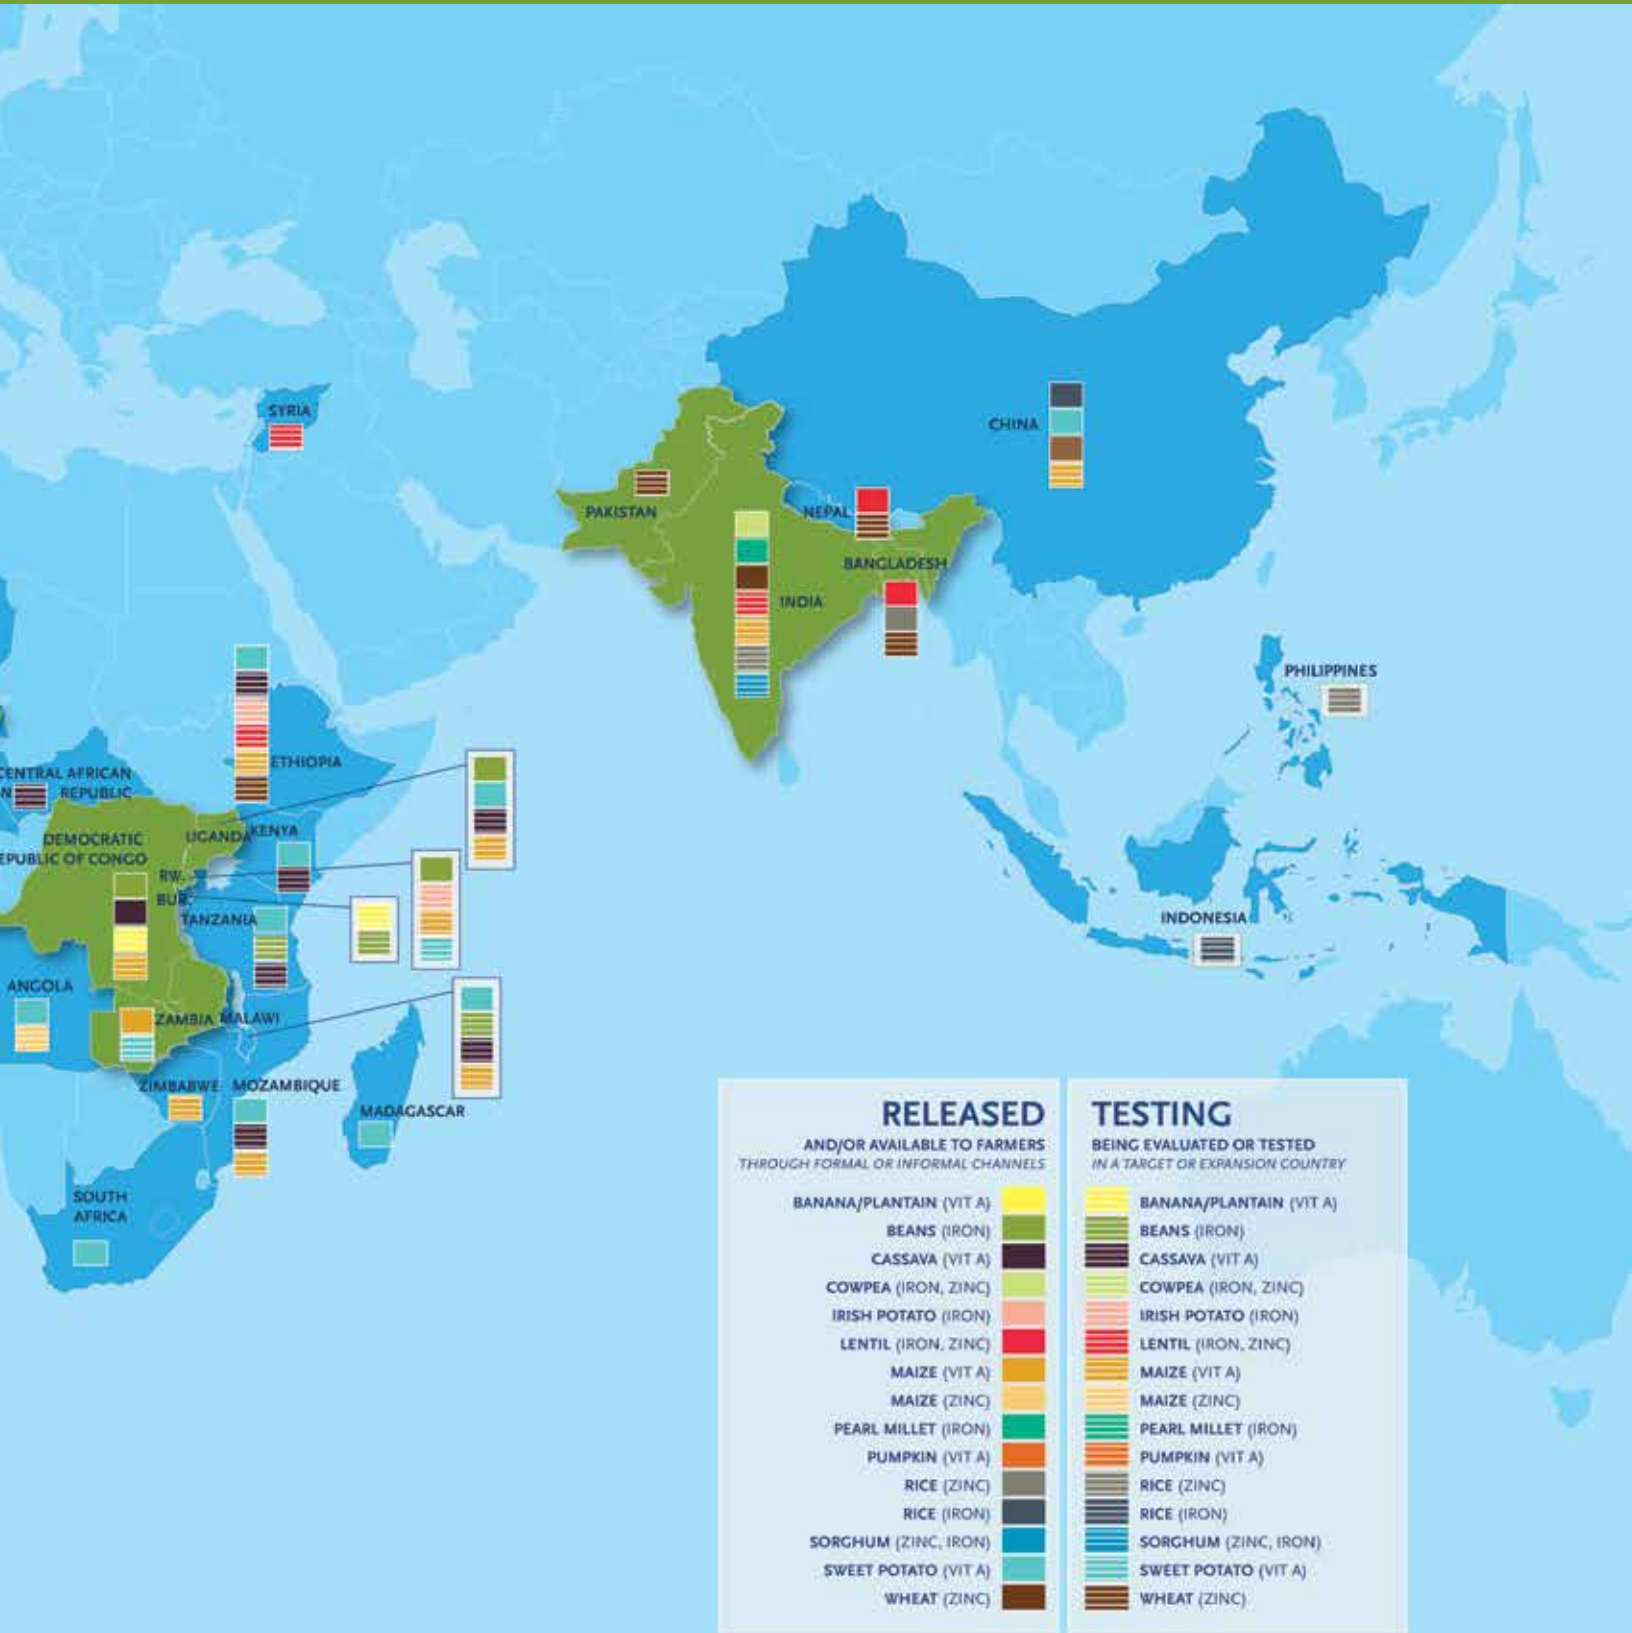 SYRIA
CHINA
PAKISTAN
NEPAL
BANGLADESH
INDIA
PHILIPPINES
ETHIOPIA
CENTRAL AFRICAN
N
REPUBLIC
DEMOCRATIC
EPUBLIC OF CONGO
UGANDA
KENYA
RW.
BUR.
TANZANIA
INDONESIA
ANGOLA
ZAMBIA
MALAWI
ZIMBABWE
MOZAMBIQUE
MADAGASCAR
SOUTH
AFRICA
RELEASED
AND/OR AVAILABLE TO FARMERS
THROUGH FORMAL OR INFORMAL CHANNELS
BANANA/PLANTAIN (VIT A)
BEANS (IRON)
CASSAVA (VIT A)
COWPEA (IRON, ZINC)
IRISH POTATO (IRON)
LENTIL (IRON, ZINC)
MAIZE (VIT A)
MAIZE (ZINC)
PEARL MILLET (IRON)
PUMPKIN (VIT A)
RICE (ZINC)
RICE (IRON)
SORGHUM (ZINC, IRON)
SWEET POTATO (VIT A)
WHEAT (ZINC)
TESTING
BEING EVALUATED OR TESTED
IN A TARGET OR EXPANSION COUNTRY
BANANA/PLANTAIN (VIT A)
BEANS (IRON)
CASSAVA (VIT A)
COWPEA (IRON, ZINC)
IRISH POTATO (IRON)
LENTIL (IRON, ZINC)
MAIZE (VIT A)
MAIZE (ZINC)
PEARL MILLET (IRON)
PUMPKIN (VIT A)
RICE (ZINC)
RICE (IRON)
SORGHUM (ZINC, IRON)
SWEET POTATO (VIT A)
WHEAT (ZINC)